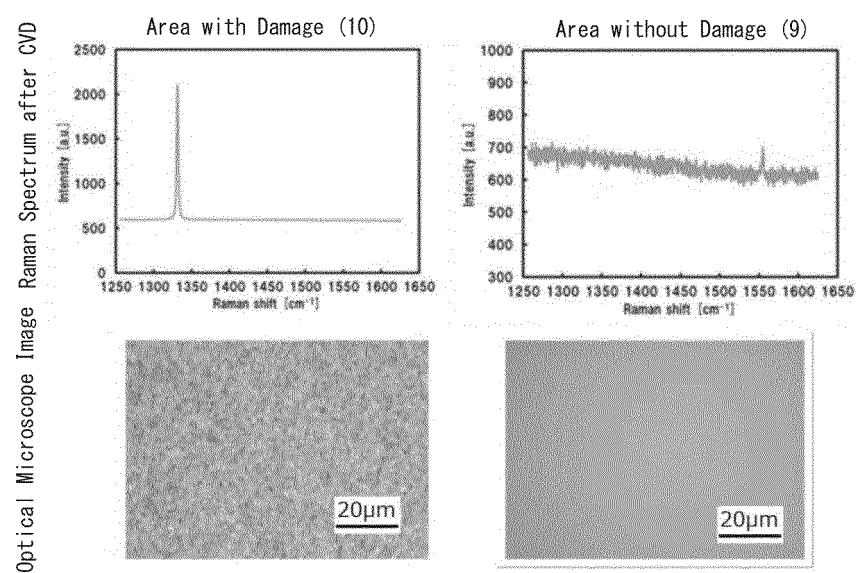 Area with Damage (10)
Area without Damage (9)
Raman Spectrum after CVD
Intensity [a.u.]
2500
2000
1500
1000
500
0
1250 1300 1350 1400 1450 1500 1550 1600 1650
Raman shift [cm⁻¹]
Intensity [a.u.]
1000
900
800
700
600
500
400
300
1250 1300 1350 1400 1450 1500 1550 1600 1650
Raman shift [cm⁻¹]
Optical Microscope Image
20μm
20μm